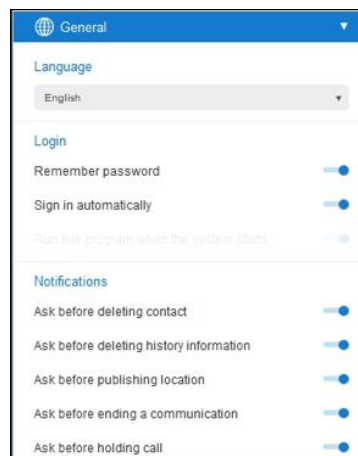 General
Language
English
Login
Remember password
Sign in automatically
Run this program when the system starts
Notifications
Ask before deleting contact
Ask before deleting history information
Ask before publishing location
Ask before ending a communication
Ask before holding call